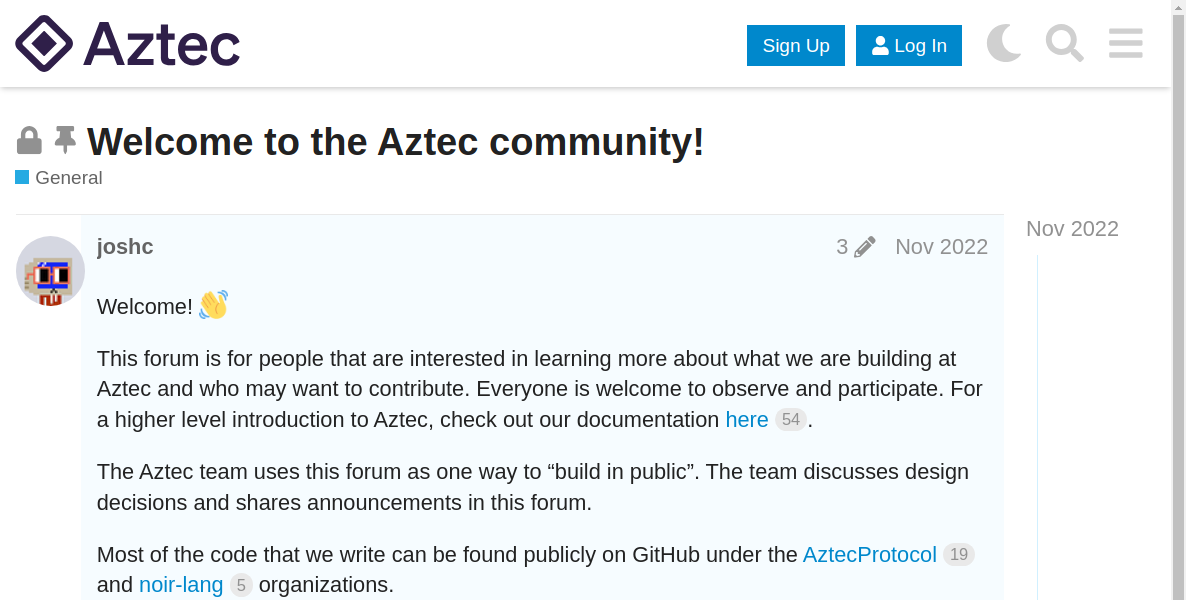 Aztec
Sign Up
Log In
Welcome to the Aztec community!
General
Nov 2022
joshc
3
Nov 2022
Welcome!
This forum is for people that are interested in learning more about what we are building at
Aztec and who may want to contribute. Everyone is welcome to observe and participate. For
a higher level introduction to Aztec, check out our documentation here 54.
The Aztec team uses this forum as one way to “build in public”. The team discusses design
decisions and shares announcements in this forum.
Most of the code that we write can be found publicly on GitHub under the AztecProtocol 19
and noir-lang 5 organizations.